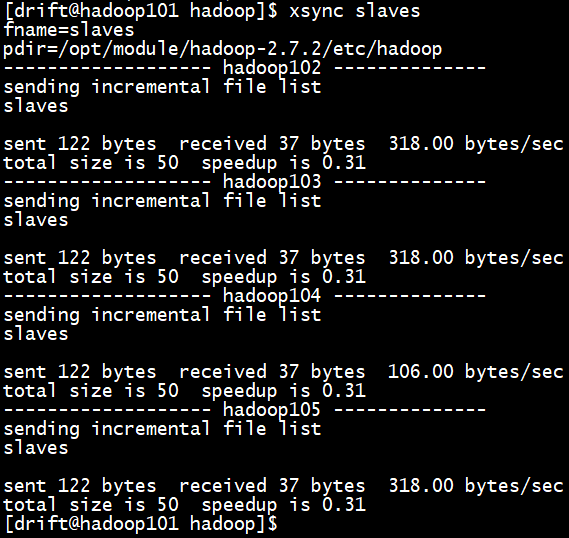 [drift@hadoop101 hadoop]$ xsync slaves
fname=slaves
pdir=/opt/module/hadoop-2.7.2/etc/hadoop
------------------- hadoop102 --------------
sending incremental file list
slaves

sent 122 bytes  received 37 bytes  318.00 bytes/sec
total size is 50  speedup is 0.31
------------------- hadoop103 --------------
sending incremental file list
slaves

sent 122 bytes  received 37 bytes  318.00 bytes/sec
total size is 50  speedup is 0.31
------------------- hadoop104 --------------
sending incremental file list
slaves

sent 122 bytes  received 37 bytes  106.00 bytes/sec
total size is 50  speedup is 0.31
------------------- hadoop105 --------------
sending incremental file list
slaves

sent 122 bytes  received 37 bytes  318.00 bytes/sec
total size is 50  speedup is 0.31
[drift@hadoop101 hadoop]$